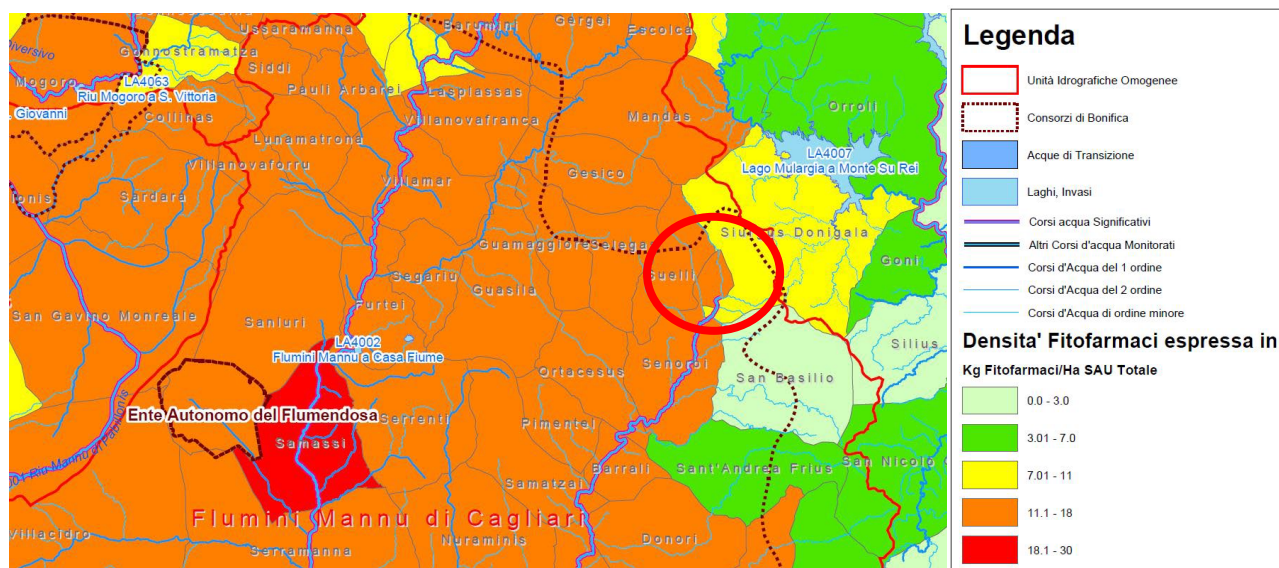 Ussaramanna
Barumini
Gergei
Escolca
Gonnostramatza
Siddi
Mogoro
LA4063
Riu Mogoro a S. Vittoria
Giovanni
Collinas
Pauli Arbarei
Lasplassas
Villanovafranca
Mandas
Orroli
LA4007
Lago Mulargia a Monte Su Rei
Lunamatrona
Villanovaforru
Villamar
Gesico
Sardara
Siurgus Donigala
Guamaggiore
Selegas
Goni
Segariu
Guasila
Suelli
Furtei
San Gavino Monreale
Sanluri
LA4002
Flumini Mannu a Casa Fiume
Senorbi
Silius
Ortacesus
San Basilio
Ente Autonomo del Flumendosa
Serrenti
Samassi
Pimentel
Barrali
Sant'Andrea Frius
San Nicolò
Samatzai
Flumini Mannu di Cagliari
Villacidro
Serramanna
Nuraminis
Donori
Legenda
Unità Idrografiche Omogenee
Consorzi di Bonifica
Acque di Transizione
Laghi, Invasi
Corsi acqua Significativi
Altri Corsi d'acqua Monitorati
Corsi d'Acqua del 1 ordine
Corsi d'Acqua del 2 ordine
Corsi d'Acqua di ordine minore
Densita' Fitofarmaci espressa in
Kg Fitofarmaci/Ha SAU Totale
0.0 - 3.0
3.01 - 7.0
7.01 - 11
11.1 - 18
18.1 - 30